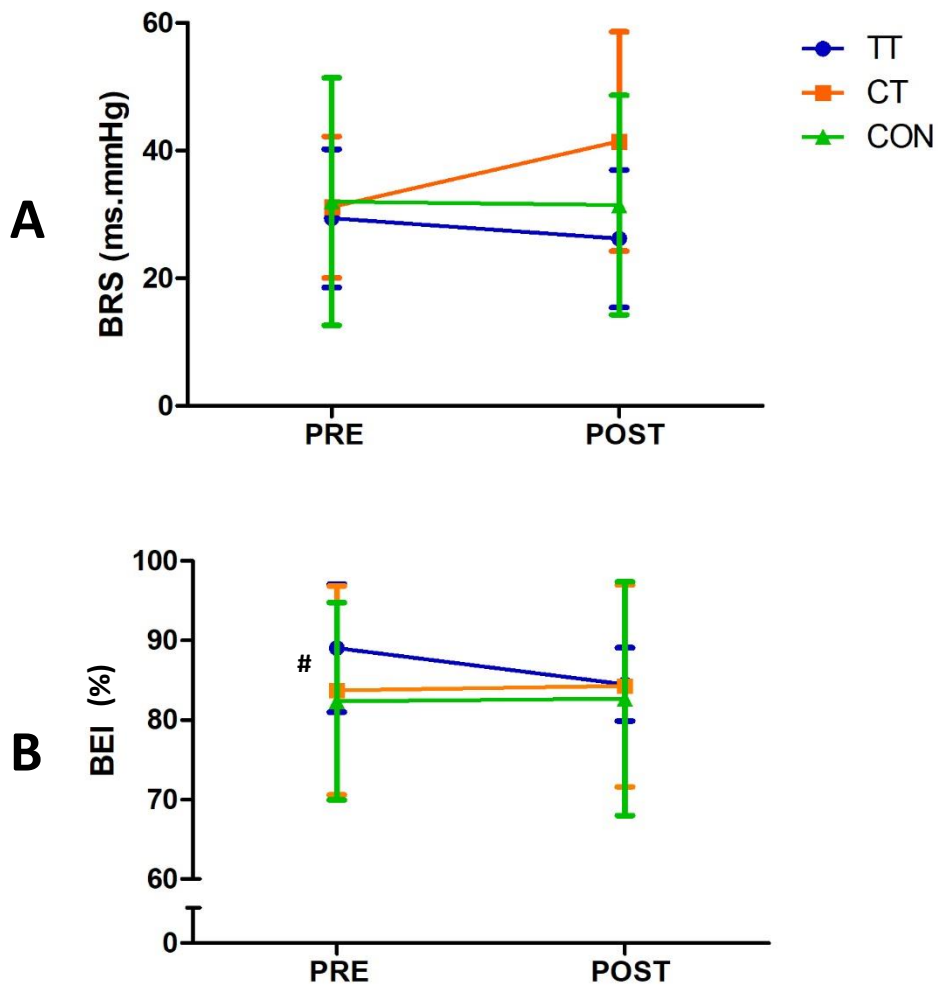 A
BRS (ms.mmHg)
60
40
20
0
PRE POST
TT
CT
CON
B
BEI (%)
100
90
80
70
60
0
#
PRE POST